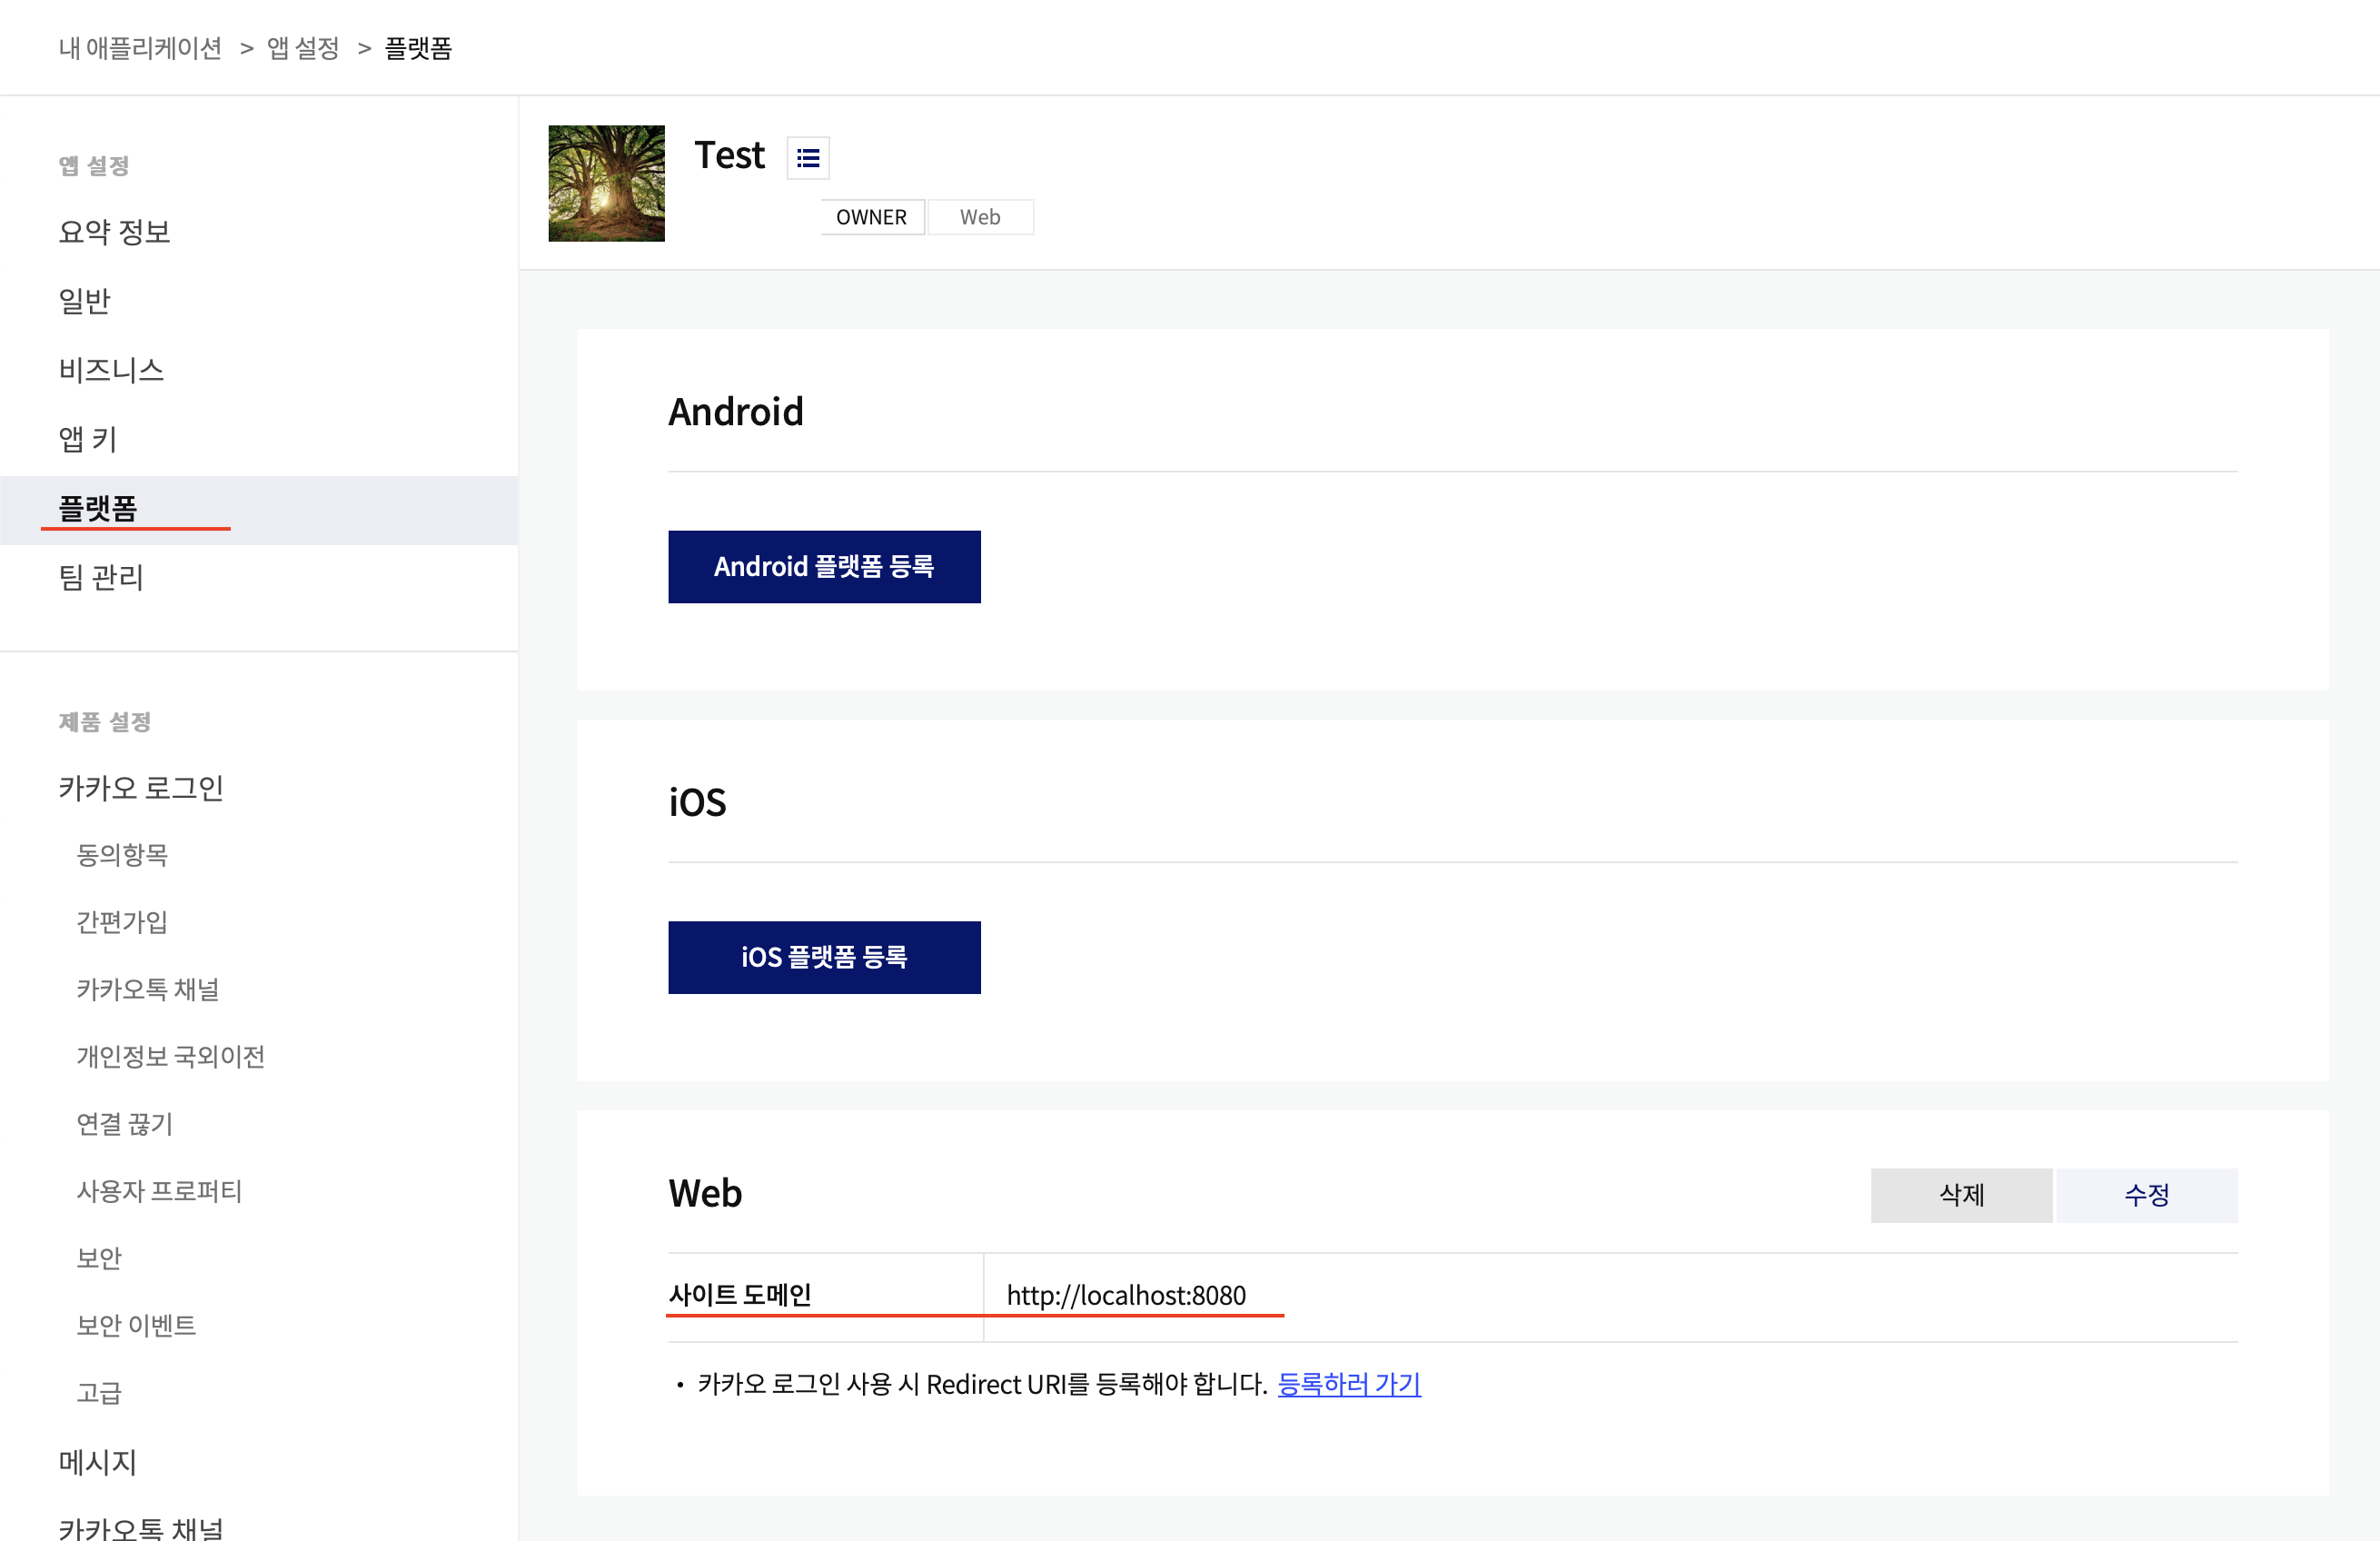 내 애플리케이션 > 앱 설정 > 플랫폼
앱 설정
요약 정보
일반
비즈니스
앱 키
플랫폼
팀 관리
제품 설정
카카오 로그인
동의항목
간편가입
카카오톡 채널
개인정보 국외이전
연결 끊기
사용자 프로퍼티
보안
보안 이벤트
고급
메시지
카카오톡 채널
Test
OWNER Web
Android
Android 플랫폼 등록
iOS
iOS 플랫폼 등록
Web 삭제 수정
사이트 도메인 http://localhost:8080
• 카카오 로그인 사용 시 Redirect URI를 등록해야 합니다. 등록하러 가기